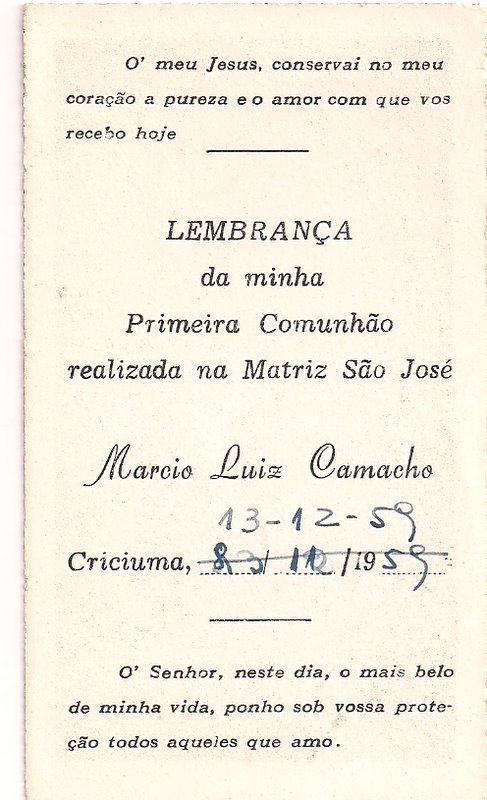 O' meu Jesus, conservai no meu
coração a pureza e o amor com que vos
recebo hoje
LEMBRANÇA
da minha
Primeira Comunhão
realizada na Matriz São José
Marcio Luiz Camacho
13-12-59
Criciuma, / /1959
O' Senhor, neste dia, o mais belo
de minha vida, ponho sob vossa prote-
ção todos aqueles que amo.